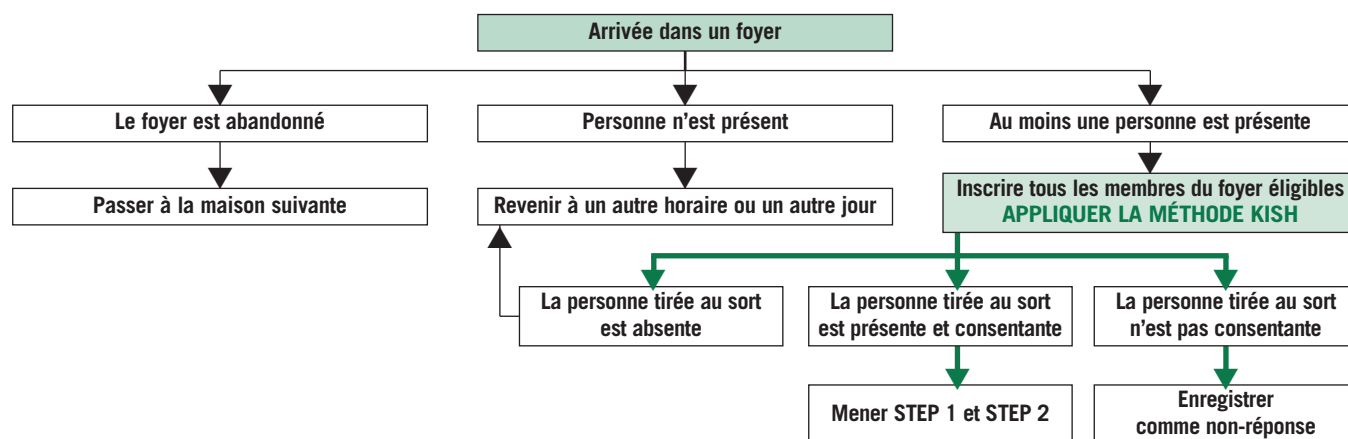 Arrivée dans un foyer
Le foyer est abandonné
Personne n'est présent
Au moins une personne est présente
Passer à la maison suivante
Revenir à un autre horaire ou un autre jour
Inscrire tous les membres du foyer éligibles
APPLIQUER LA MÉTHODE KISH
La personne tirée au sort
est absente
La personne tirée au sort
est présente et consentante
La personne tirée au sort
n'est pas consentante
Mener STEP 1 et STEP 2
Enregistrer
comme non-réponse